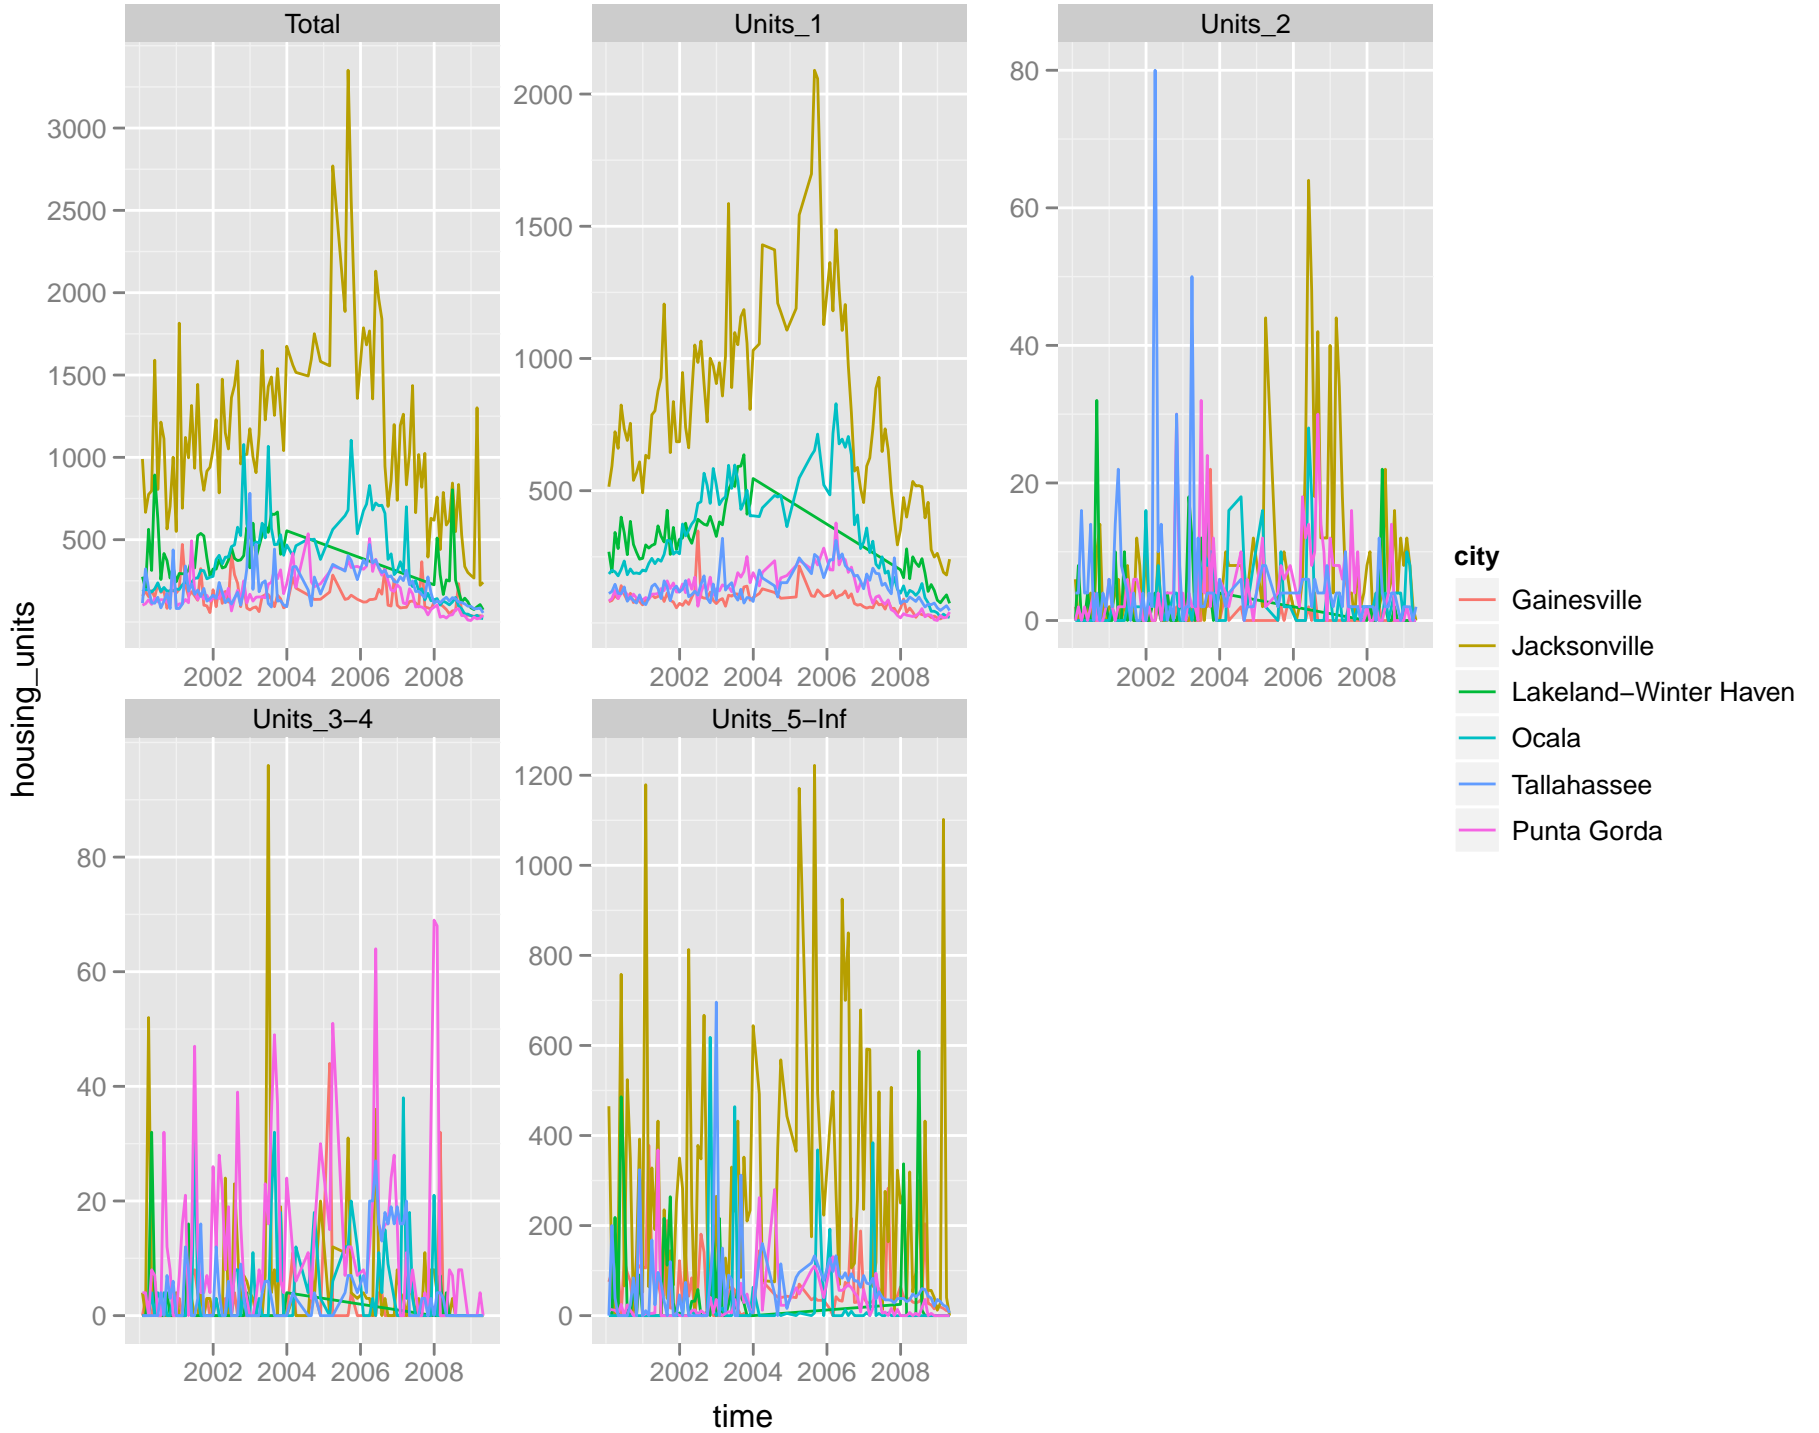 Total
Units_1
Units_2
3000
2500
2000
1500
1000
500
2000
1500
1000
500
80
60
40
20
0
2002 2004 2006 2008
2002 2004 2006 2008
2002 2004 2006 2008
housing_units
Units_3−4
Units_5−Inf
80
60
40
20
0
1200
1000
800
600
400
200
0
2002 2004 2006 2008
2002 2004 2006 2008
time
city
Gainesville
Jacksonville
Lakeland−Winter Haven
Ocala
Tallahassee
Punta Gorda